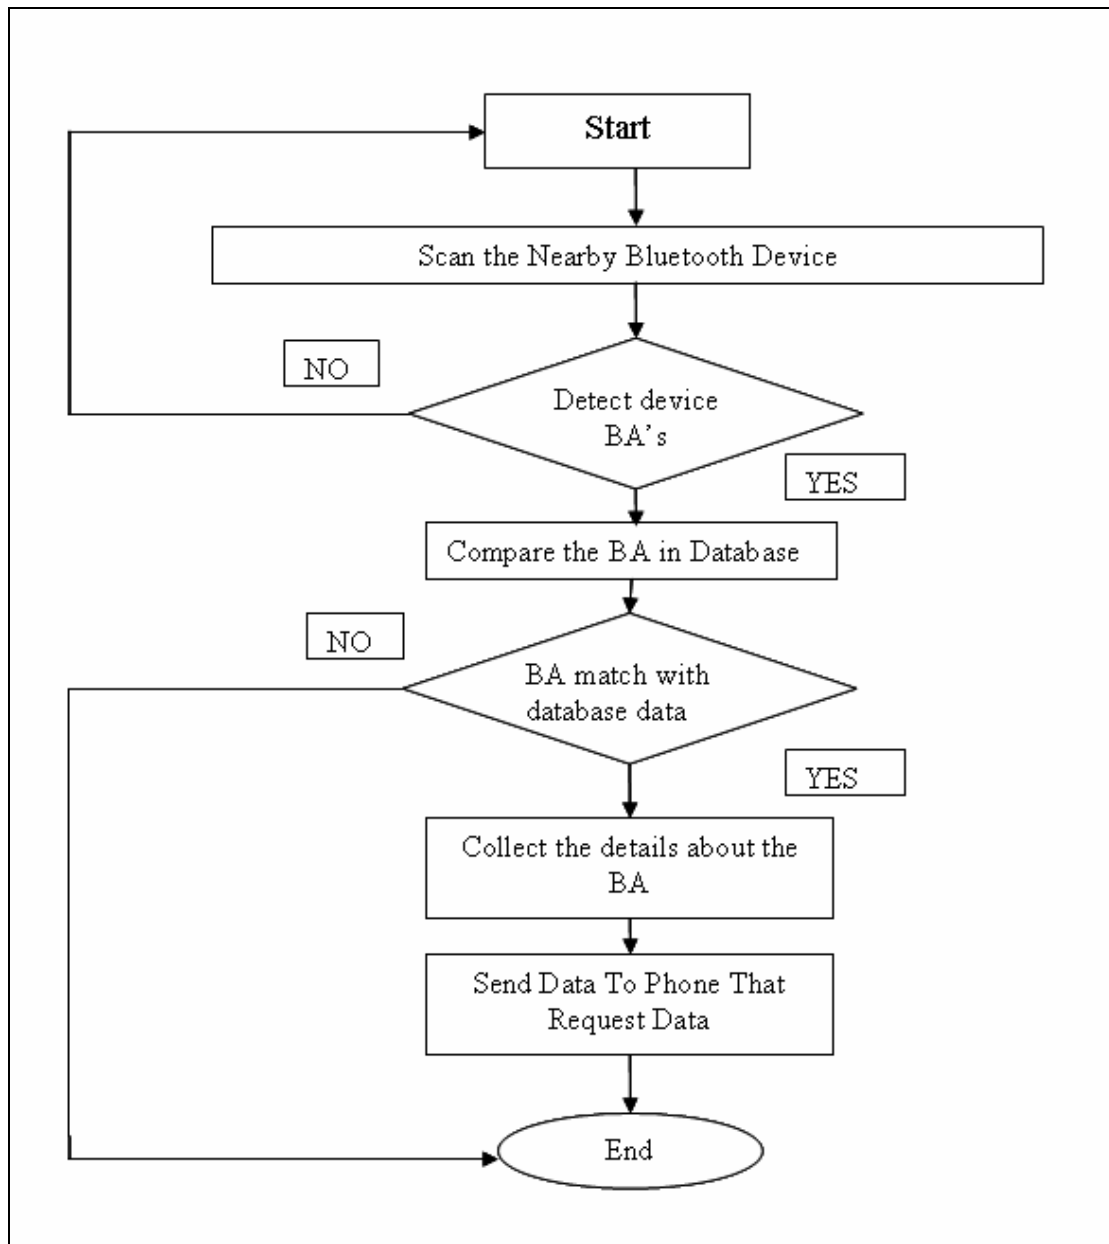 Start
Scan the Nearby Bluetooth Device
NO
Detect device
BA's
YES
Compare the BA in Database
NO
BA match with
database data
YES
Collect the details about the
BA
Send Data To Phone That
Request Data
End